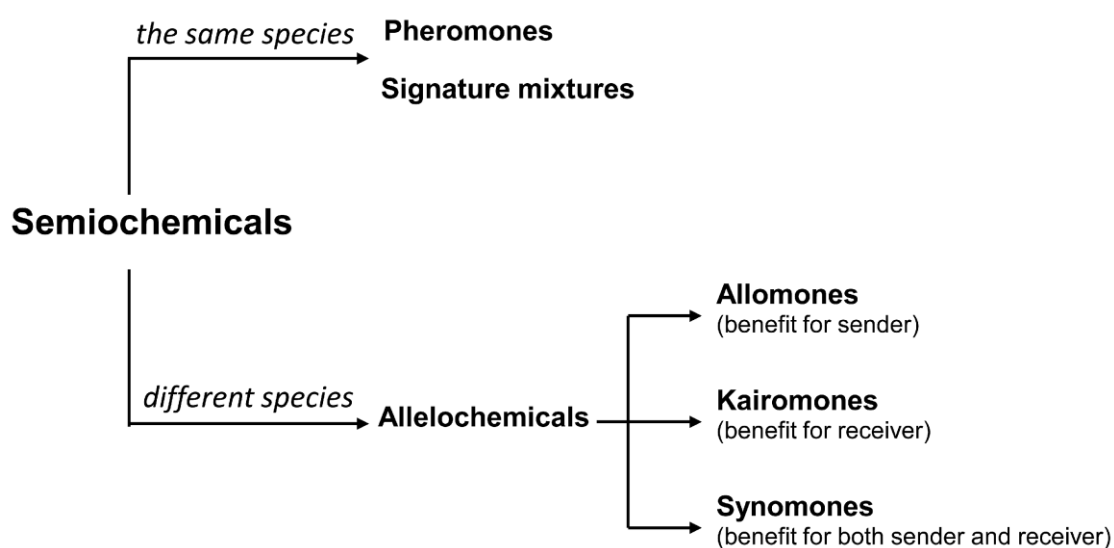 the same species
Pheromones
Signature mixtures
Semiochemicals
different species
Allelochemicals
Allomones
(benefit for sender)
Kairomones
(benefit for receiver)
Synomones
(benefit for both sender and receiver)